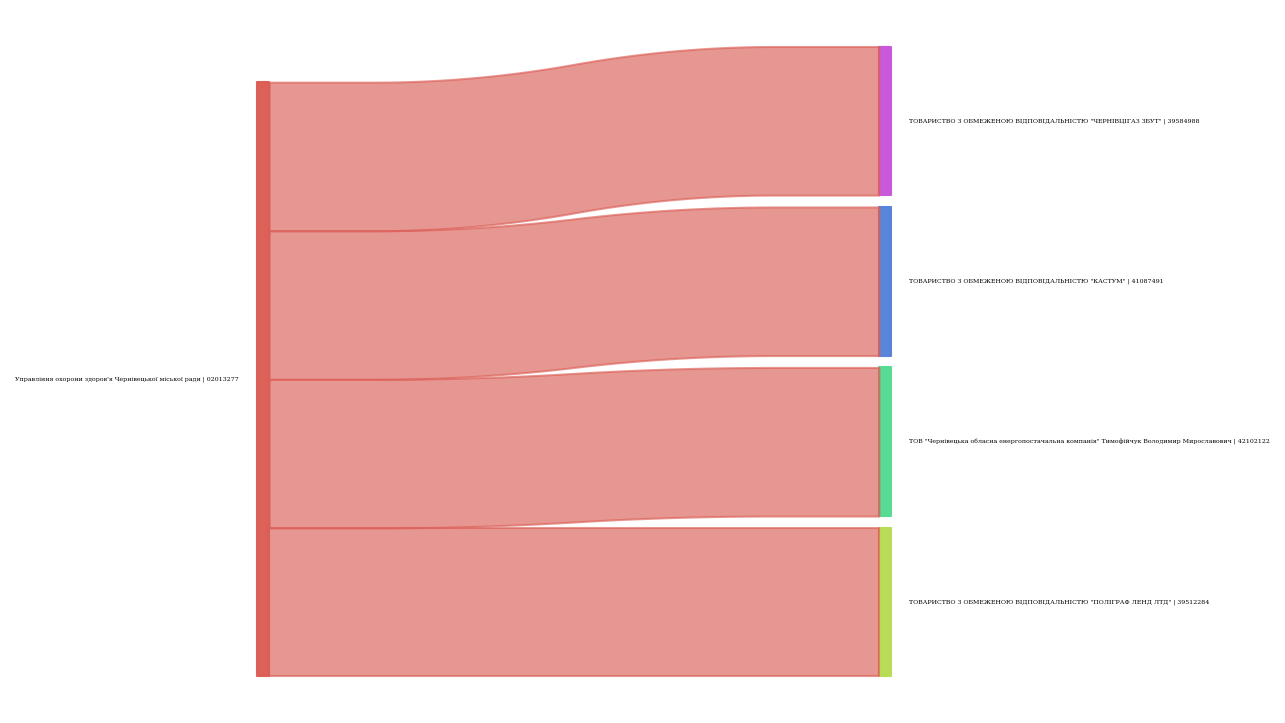 ТОВАРИСТВО З ОБМЕЖЕНОЮ ВІДПОВІДАЛЬНІСТЮ "ЧЕРНІВЦІГАЗ ЗБУТ" | 39584988
ТОВАРИСТВО З ОБМЕЖЕНОЮ ВІДПОВІДАЛЬНІСТЮ "КАСТУМ" | 41087491
Управління охорони здоров'я Чернівецької міської ради | 02013277
ТОВ "Чернівецька обласна енергопостачальна компанія" Тимофійчук Володимир Мирославович | 42102122
ТОВАРИСТВО З ОБМЕЖЕНОЮ ВІДПОВІДАЛЬНІСТЮ "ПОЛІГРАФ ЛЕНД ЛТД" | 39512284